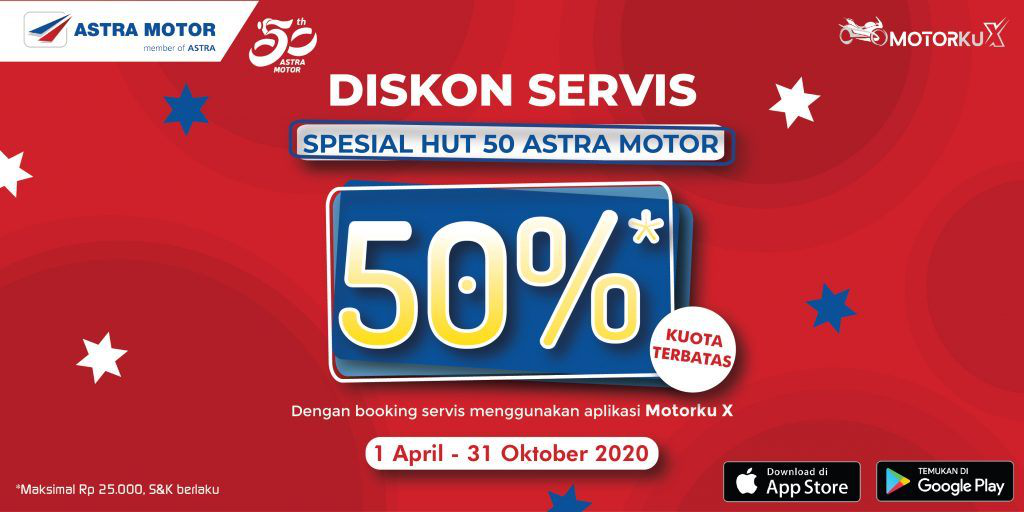 ASTRA MOTOR
member of ASTRA
50th
ASTRA
MOTOR
MOTORKU X
DISKON SERVIS
SPESIAL HUT 50 ASTRA MOTOR
50%*
KUOTA
TERBATAS
Dengan booking servis menggunakan aplikasi Motorku X
1 April - 31 Oktober 2020
*Maksimal Rp 25.000, S&K berlaku
Download di
App Store
TEMUKAN DI
Google Play